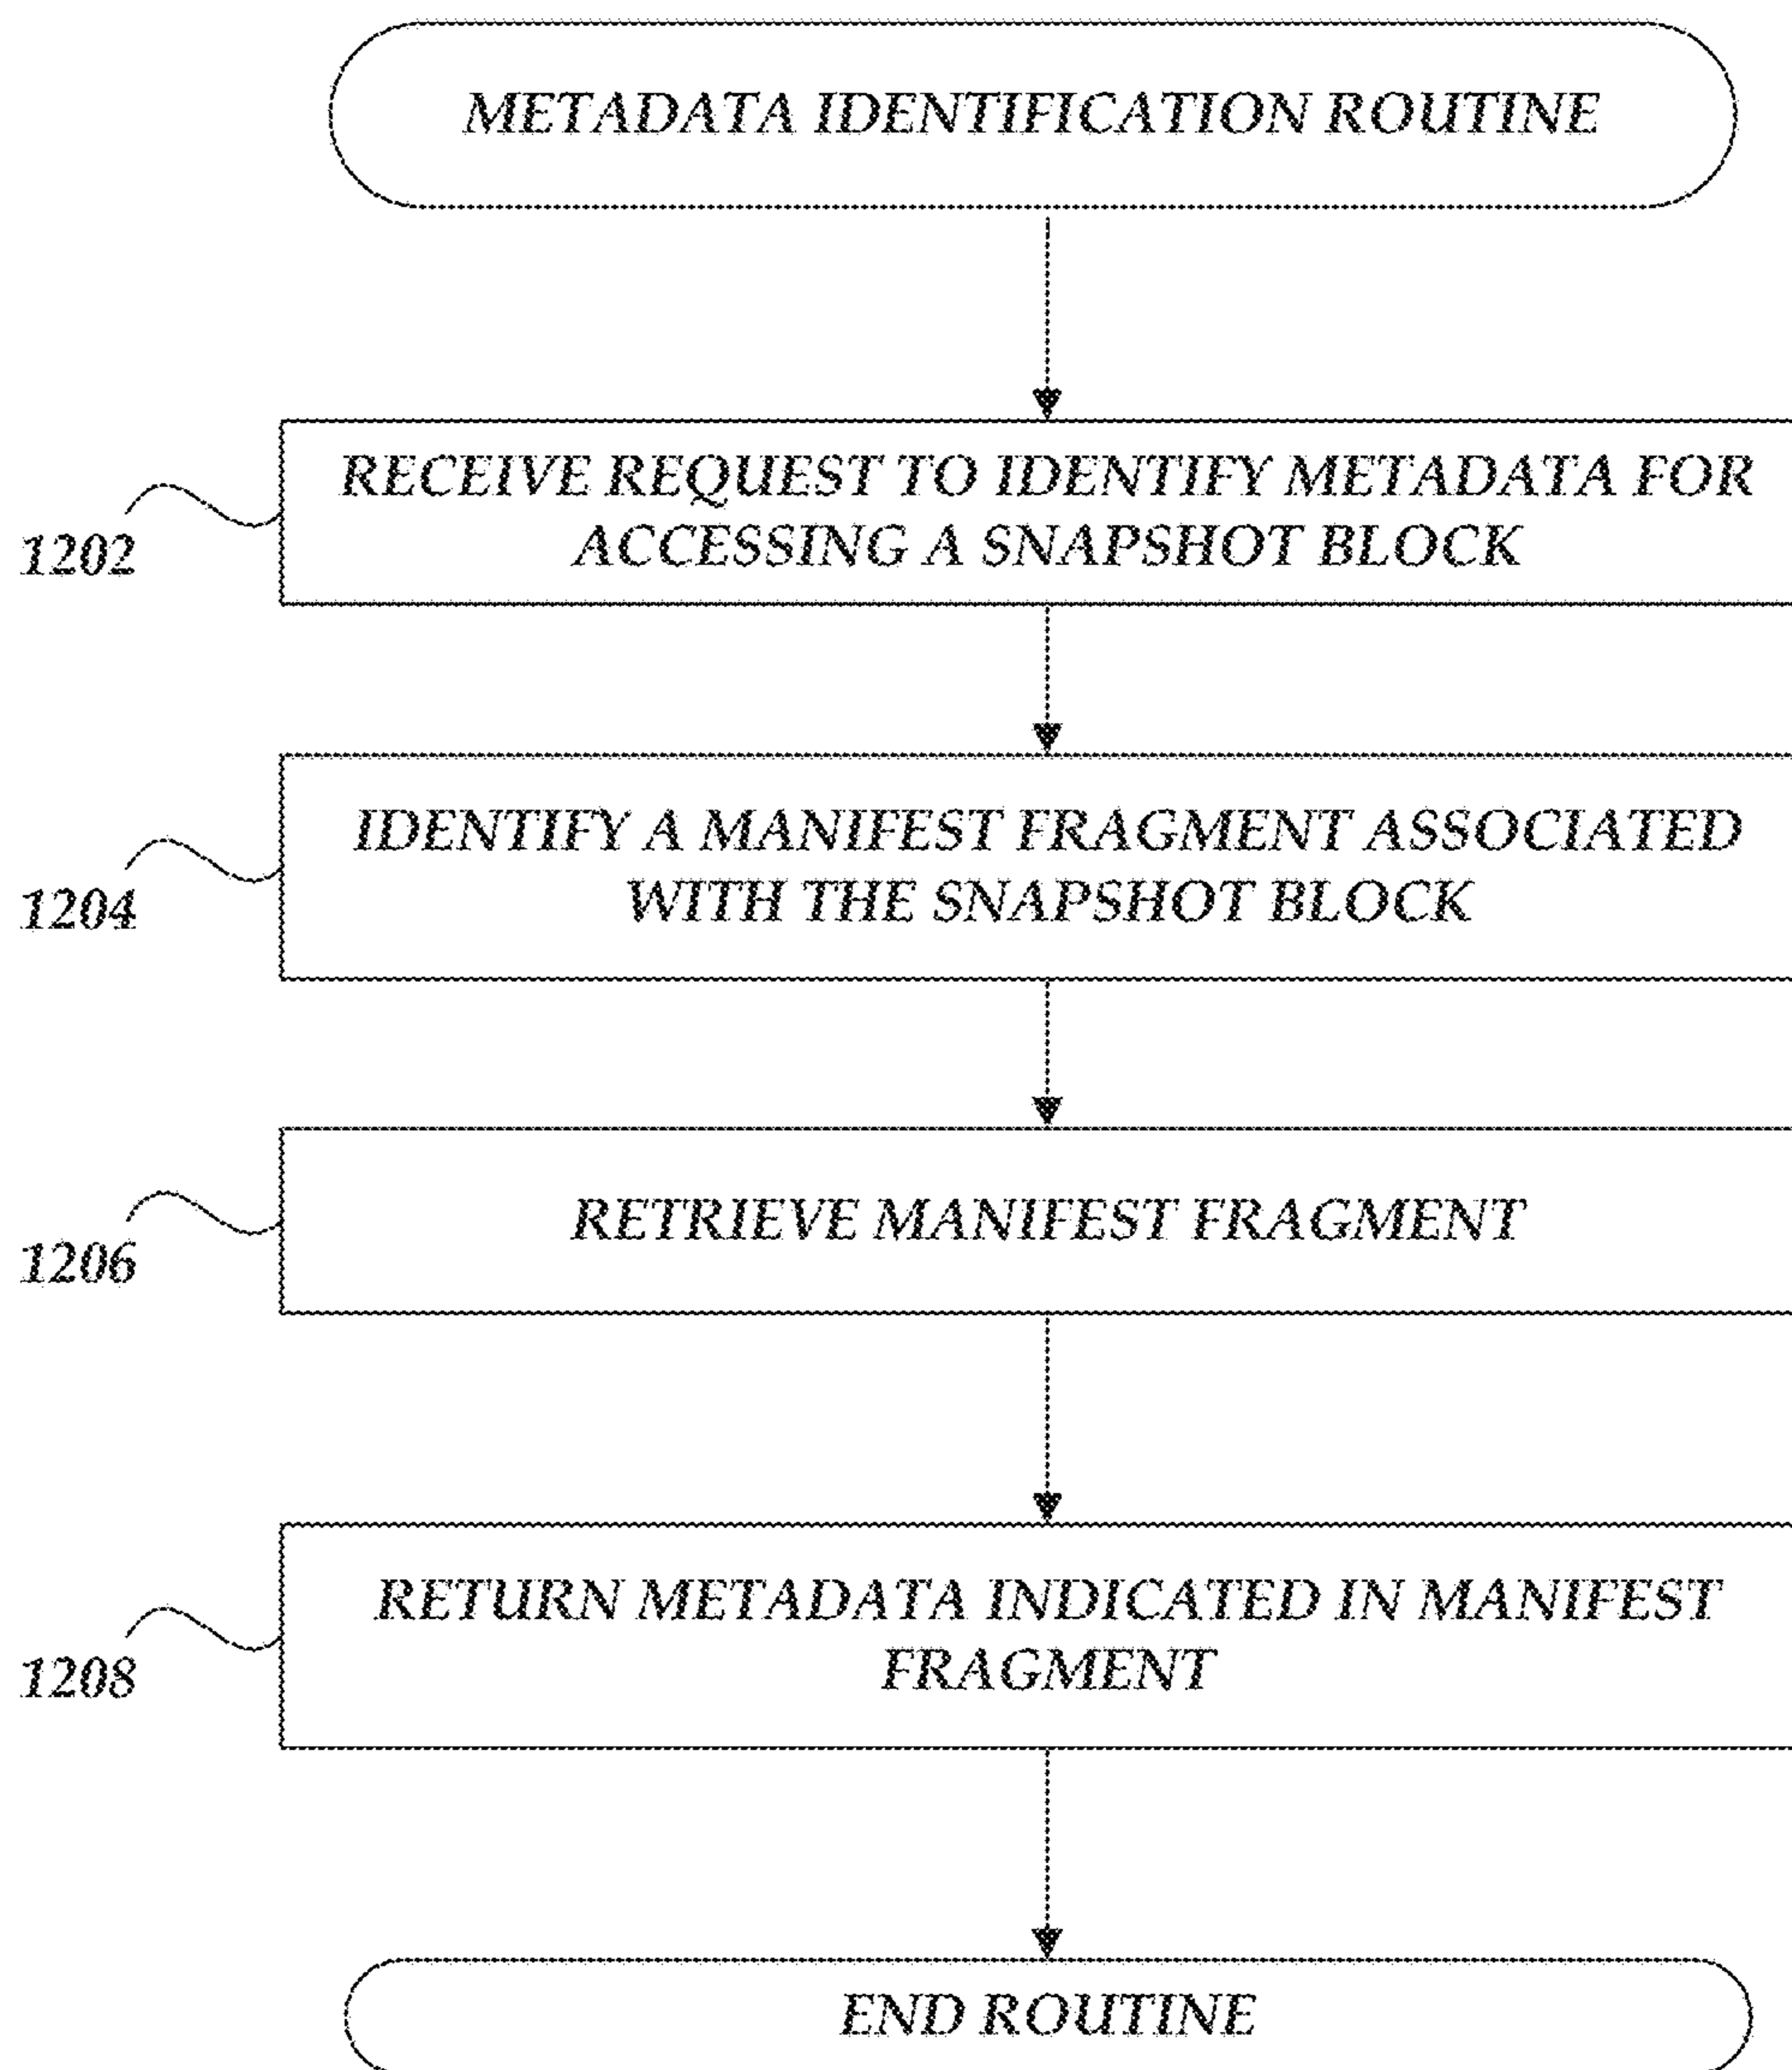 METADATA IDENTIFICATION ROUTINE
RECEIVE REQUEST TO IDENTIFY METADATA FOR
ACCESSING A SNAPSHOT BLOCK
1202
IDENTIFY A MANIFEST FRAGMENT ASSOCIATED
WITH THE SNAPSHOT BLOCK
1204
RETRIEVE MANIFEST FRAGMENT
1206
RETURN METADATA INDICATED IN MANIFEST
FRAGMENT
1208
END ROUTINE